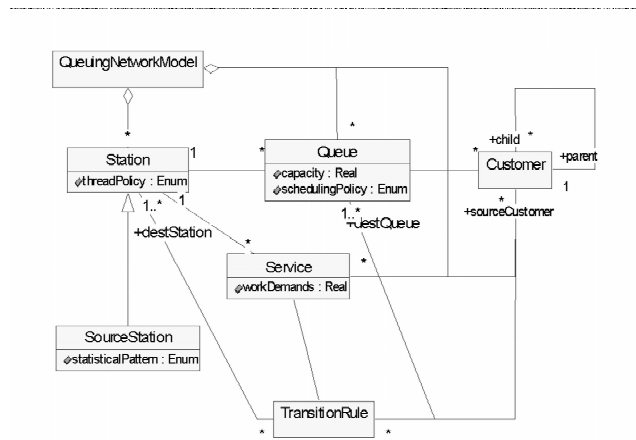 QueuingNetworkModel
*
*
+child
*
+parent
1
Station
threadPolicy : Enum
1
*
Queue
capacity : Real
schedulingPolicy : Enum
*
Customer
1..*
+destStation
1
*
1..*
+destQueue
*
+sourceCustomer
Service
workDemands : Real
*
SourceStation
statisticalPattern : Enum
TransitionRule
*
*